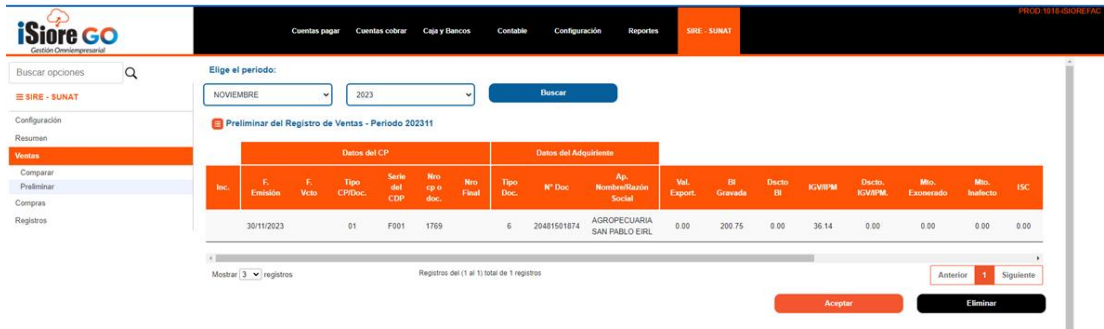 PROD 1018-ISIOREFAC
iSiore GO
Gestión Omniempresarial
Cuentas pagar Cuentas cobrar Caja y Bancos Contable Configuración Reportes SIRE - SUNAT
Buscar opciones
SIRE - SUNAT
Configuración
Resumen
Ventas
Comparar
Preliminar
Compras
Registros
Elige el periodo:
NOVIEMBRE 2023 Buscar
Preliminar del Registro de Ventas - Periodo 202311
Datos del CP Datos del Adquiriente
Inc. F. Emisión F. Vcto Tipo CP/Doc. Serie del CDP Nro cp o doc. Nro Final Tipo Doc. N° Doc Ap. Nombre/Razón Social Val. Export. BI Gravada Dscto BI IGV/IPM Dscto. IGV/IPM. Mto. Exonerado Mto. Inafecto ISC
30/11/2023 01 F001 1769 6 20481501874 AGROPECUARIA SAN PABLO EIRL 0.00 200.75 0.00 36.14 0.00 0.00 0.00 0.00
Mostrar 3 registros Registros del (1 al 1) total de 1 registros Anterior 1 Siguiente
Aceptar Eliminar